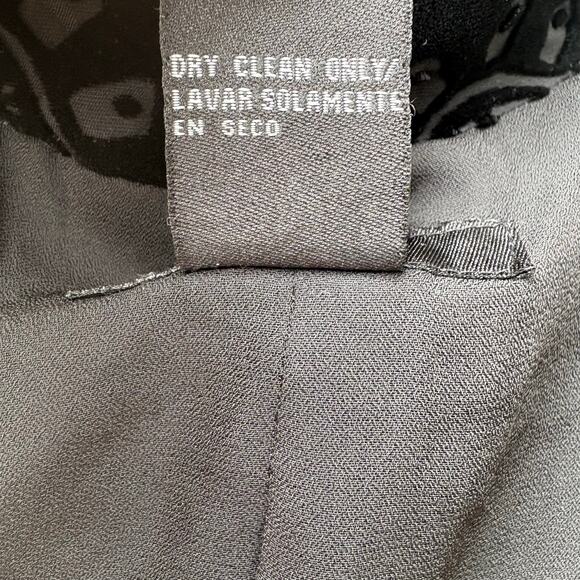 DRY CLEAN ONLY/
LAVAR SOLAMENTE
EN SECO